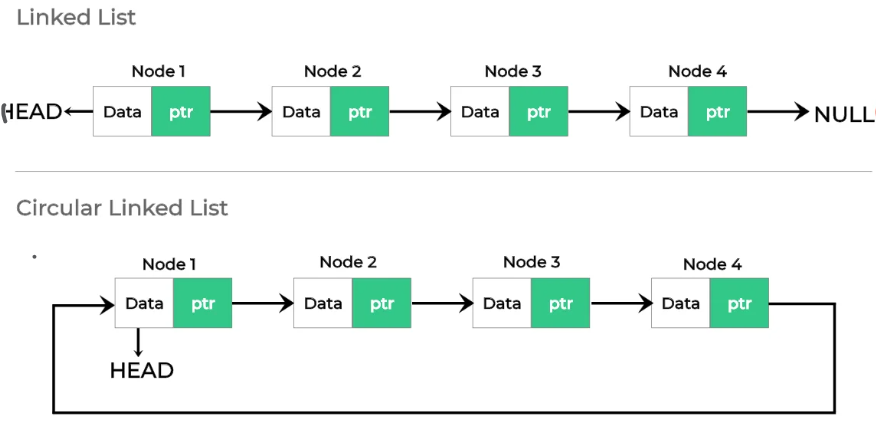 Linked List
Node 1 Node 2 Node 3 Node 4
HEAD Data ptr Data ptr Data ptr Data ptr NULL
Circular Linked List
Node 1 Node 2 Node 3 Node 4
Data ptr Data ptr Data ptr Data ptr
HEAD